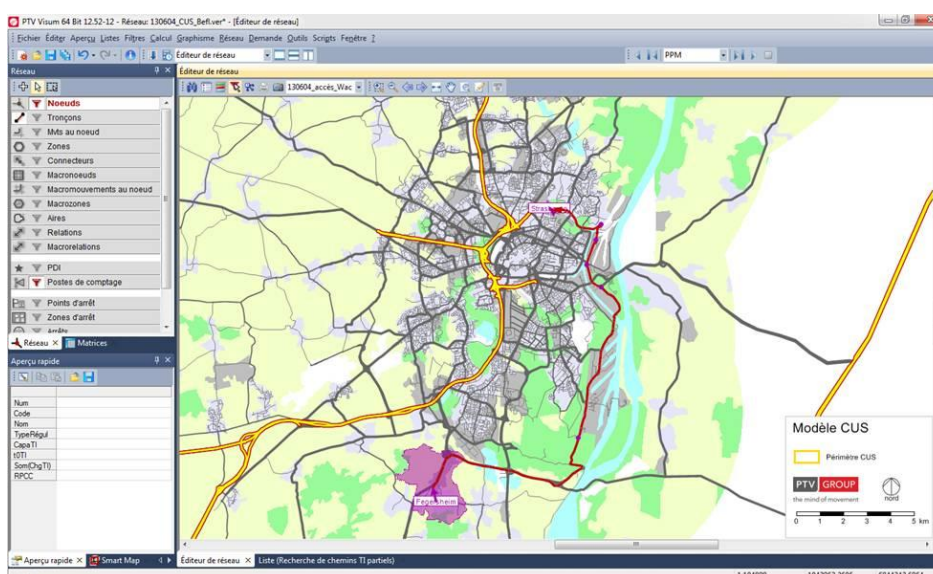 PTV Visum 64 Bit 12.52-12 - Réseau: 130604_CUS_Befl.ver* - [Éditeur de réseau]
Fichier Éditer Aperçu Listes Filtres Calcul Graphisme Réseau Demande Outils Scripts Fenêtre ?
Éditeur de réseau
PPM
Réseau
Éditeur de réseau
130604_accès_Wac
Noeuds
Tronçons
Mvts au noeud
Zones
Connecteurs
Macronoeuds
Macromouvements au noeud
Macrozones
Aires
Relations
Macrorelations
PDI
Postes de comptage
Points d'arrêt
Zones d'arrêt
Arrêts
Réseau
Matrices
Aperçu rapide
Num
Code
Nom
TypeRégul
CapaTI
t0TI
Som(ChgTI)
RPCC
Fegersheim
Modèle CUS
Périmètre CUS
PTV GROUP
the mind of movement
nord
0 1 2 3 4 5 km
Aperçu rapide
Smart Map
Éditeur de réseau
Liste (Recherche de chemins TI partiels)